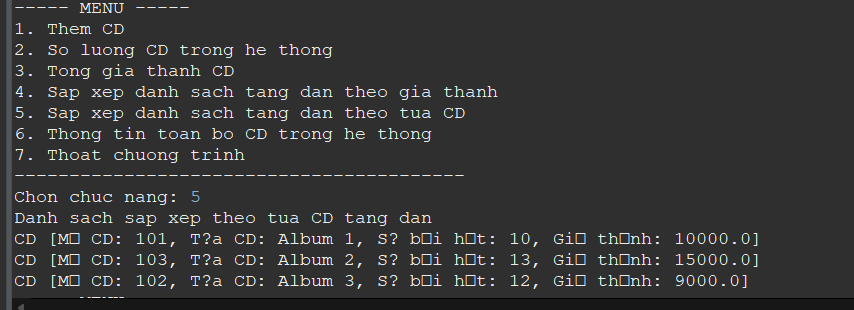 ----- MENU -----
1. Them CD
2. So luong CD trong he thong
3. Tong gia thanh CD
4. Sap xep danh sach tang dan theo gia thanh
5. Sap xep danh sach tang dan theo tua CD
6. Thong tin toan bo CD trong he thong
7. Thoat chuong trinh
-----------------------------------------
Chon chuc nang: 5
Danh sach sap xep theo tua CD tang dan
CD [M□ CD: 101, T?a CD: Album 1, S? b□i h□t: 10, Gi□ th□nh: 10000.0]
CD [M□ CD: 103, T?a CD: Album 2, S? b□i h□t: 13, Gi□ th□nh: 15000.0]
CD [M□ CD: 102, T?a CD: Album 3, S? b□i h□t: 12, Gi□ th□nh: 9000.0]